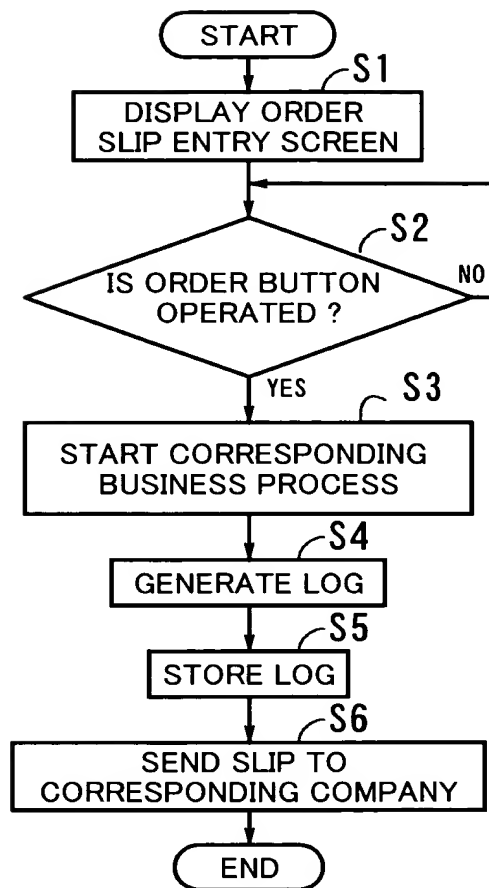 START
S1
DISPLAY ORDER
SLIP ENTRY SCREEN
S2
IS ORDER BUTTON
OPERATED ?
NO
YES
S3
START CORRESPONDING
BUSINESS PROCESS
S4
GENERATE LOG
S5
STORE LOG
S6
SEND SLIP TO
CORRESPONDING COMPANY
END